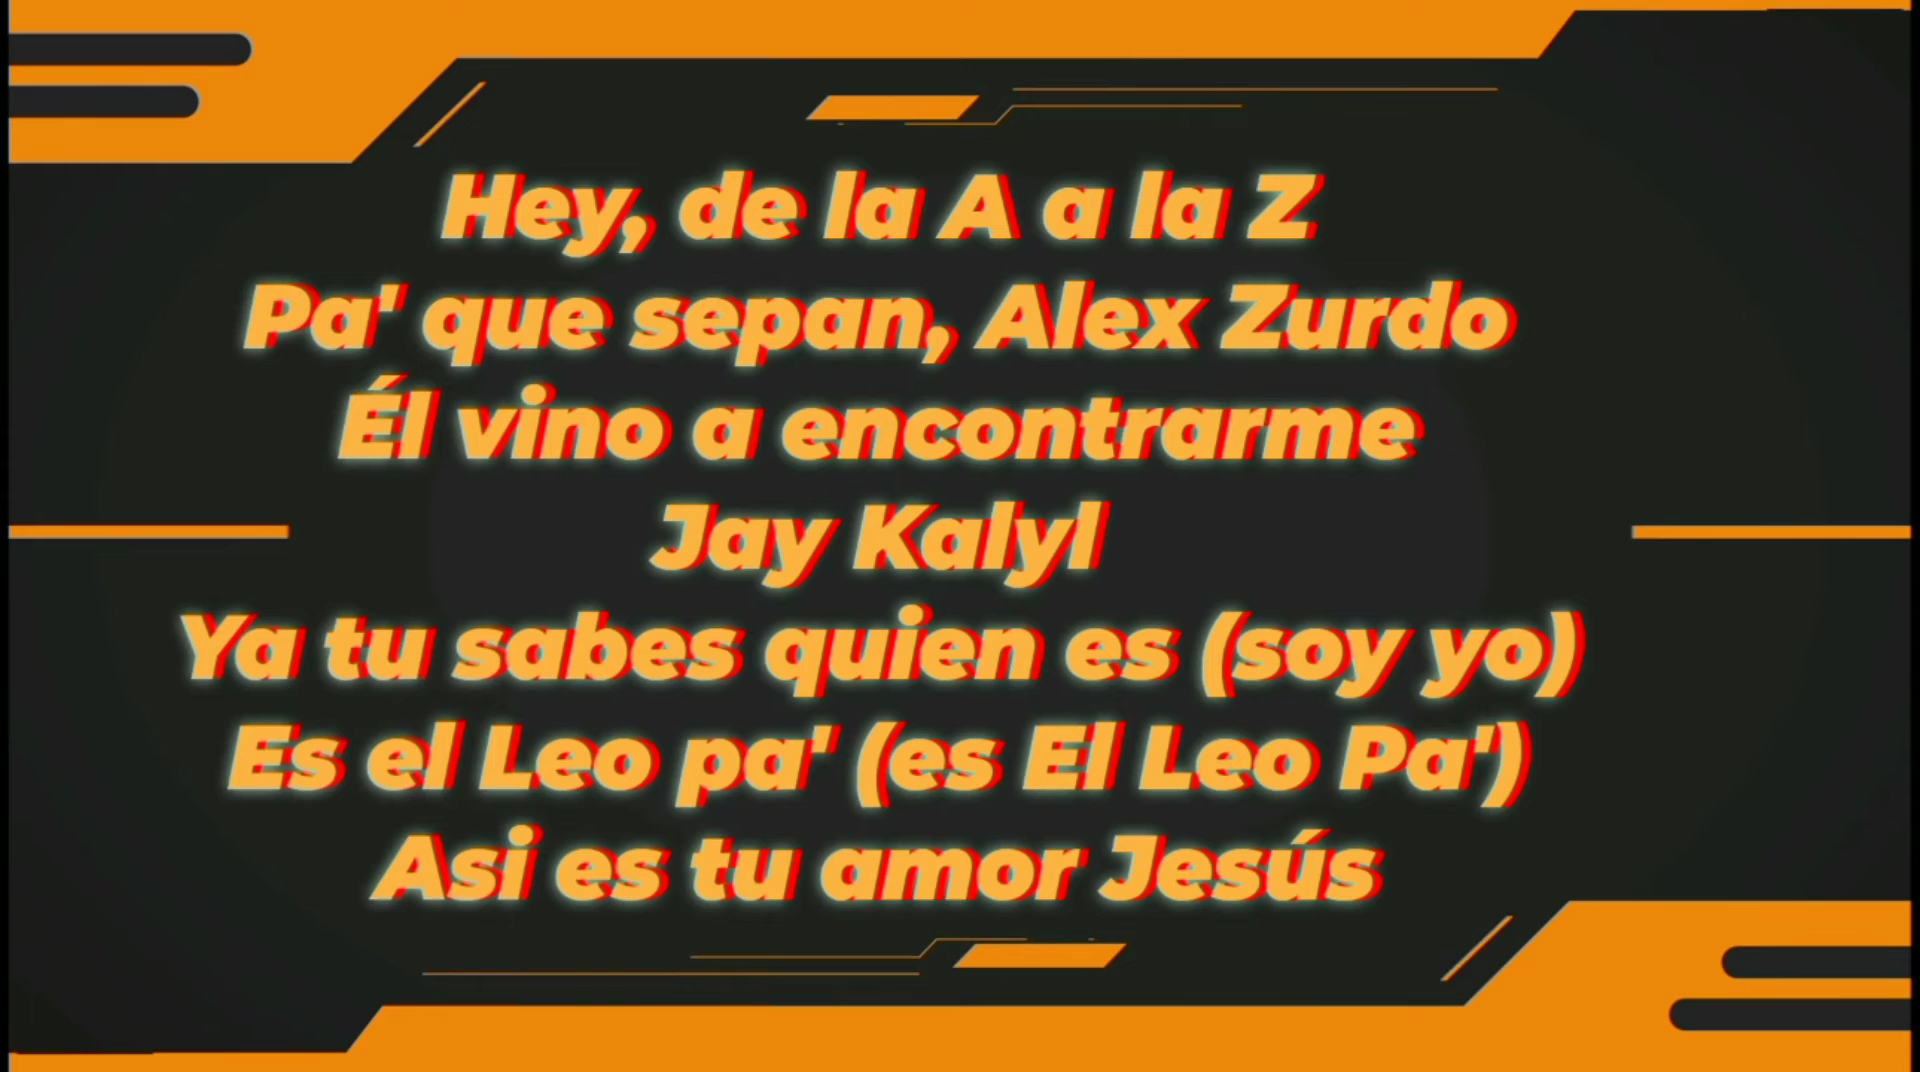 Hey, de la A a la Z
Pa' que sepan, Alex Zurdo
Él vino a encontrarme
Jay Kalyl
Ya tu sabes quien es (soy yo)
Es el Leo pa' (es El Leo Pa')
Asi es tu amor Jesús